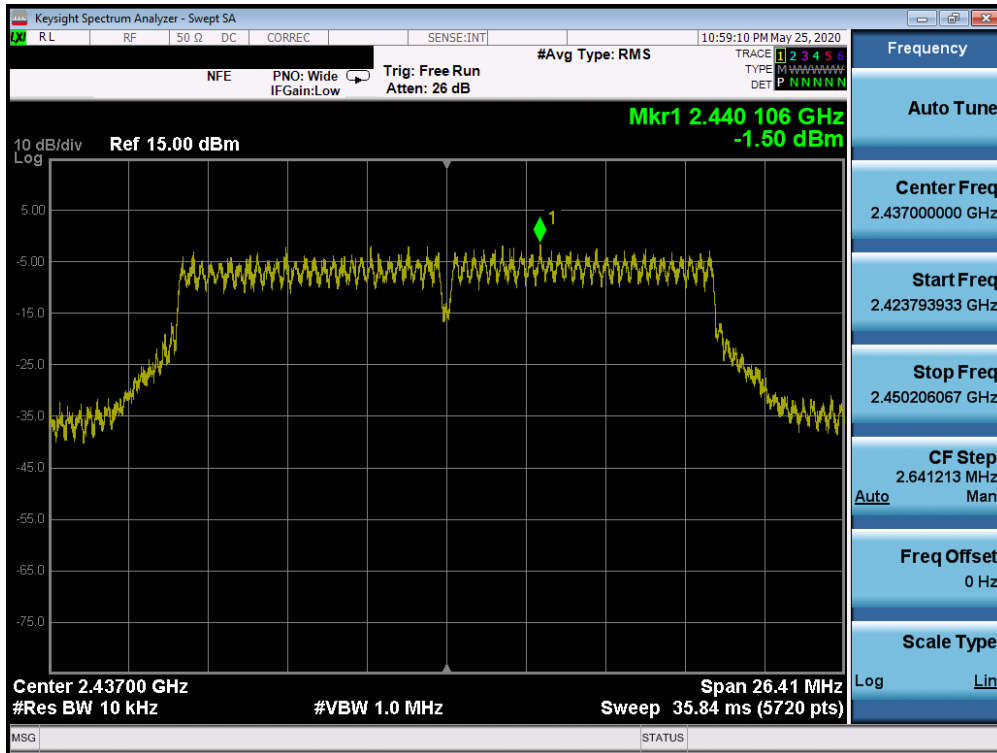 Keysight Spectrum Analyzer - Swept SA
LXI RL RF 50 Ω DC CORREC SENSE:INT 10:59:10 PM May 25, 2020
NFE PNO: Wide Trig: Free Run #Avg Type: RMS TRACE 1 2 3 4 5 6
IFGain:Low Atten: 26 dB TYPE M W W W W W
DET P N N N N N
Mkr1 2.440 106 GHz
-1.50 dBm
10 dB/div Ref 15.00 dBm
Log
1
5.00
-5.00
-15.0
-25.0
-35.0
-45.0
-55.0
-65.0
-75.0
Center 2.43700 GHz Span 26.41 MHz
#Res BW 10 kHz #VBW 1.0 MHz Sweep 35.84 ms (5720 pts)
MSG STATUS
Frequency
Auto Tune
Center Freq
2.437000000 GHz
Start Freq
2.423793933 GHz
Stop Freq
2.450206067 GHz
CF Step
2.641213 MHz
Auto Man
Freq Offset
0 Hz
Scale Type
Log Lin